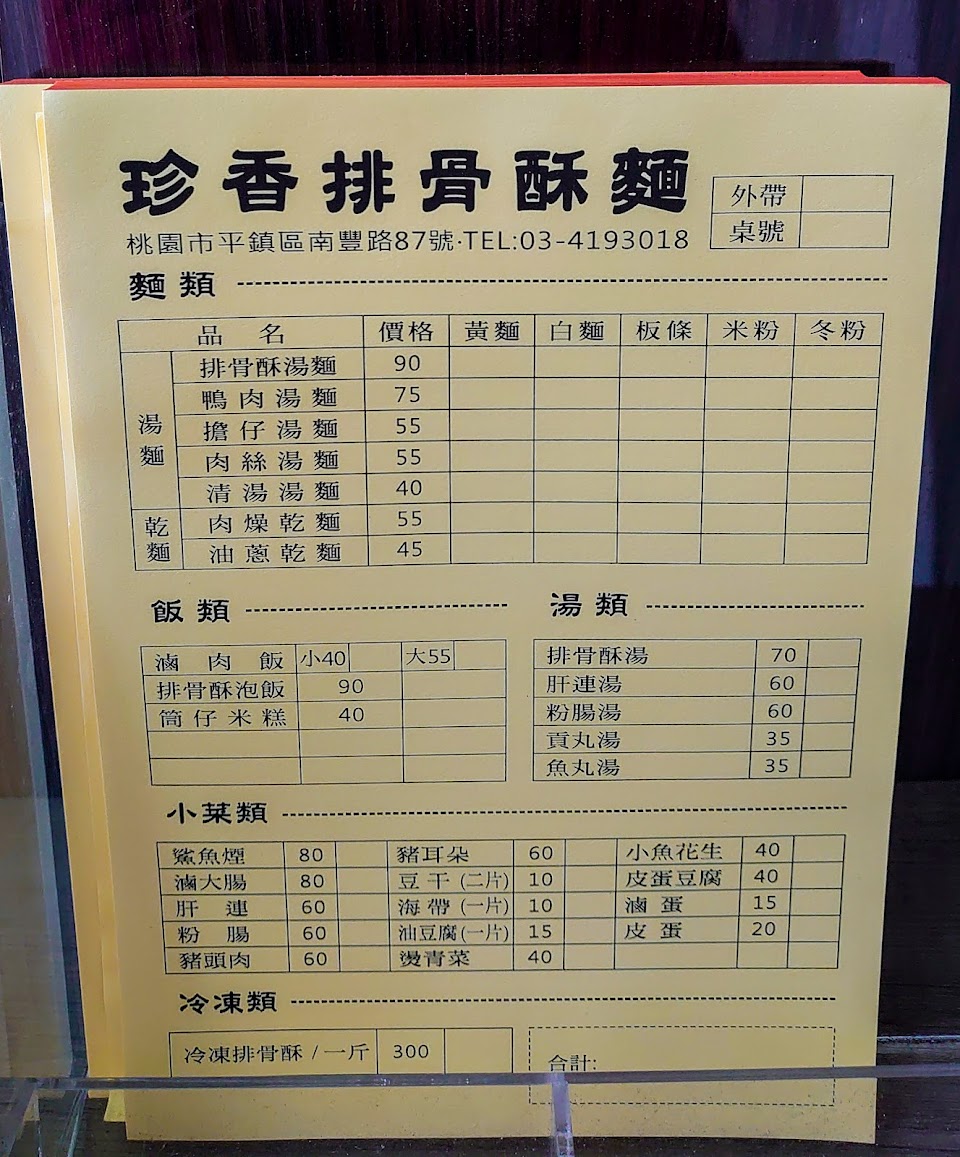 珍香排骨酥麵
外帶
桃園市平鎮區南豐路87號·TEL:03-4193018
桌號
麵類
品名 價格 黃麵 白麵 板條 米粉 冬粉
湯麵
排骨酥湯麵 90
鴨肉湯麵 75
擔仔湯麵 55
肉絲湯麵 55
清湯湯麵 40
乾麵
肉燥乾麵 55
油蔥乾麵 45
飯類
滷肉飯 小40 大55
排骨酥泡飯 90
筒仔米糕 40
湯類
排骨酥湯 70
肝連湯 60
粉腸湯 60
貢丸湯 35
魚丸湯 35
小菜類
鯊魚煙 80 豬耳朵 60 小魚花生 40
滷大腸 80 豆干(二片) 10 皮蛋豆腐 40
肝連 60 海帶(一片) 10 滷蛋 15
粉腸 60 油豆腐(一片) 15 皮蛋 20
豬頭肉 60 燙青菜 40
冷凍類
冷凍排骨酥/一斤 300
合計: